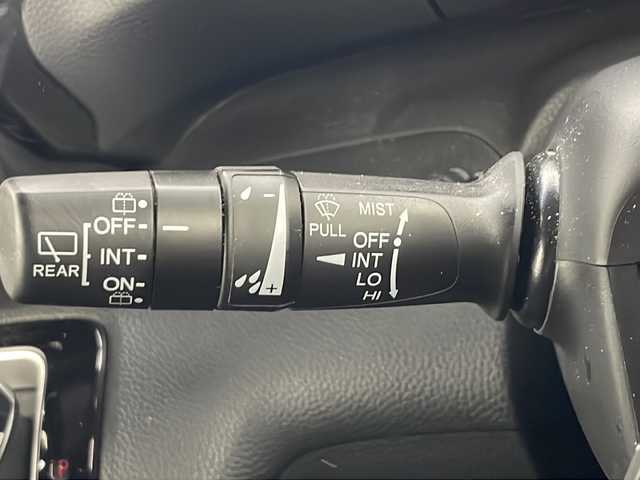 OFF
INT
ON
REAR
PULL
MIST
OFF
INT
LO
HI